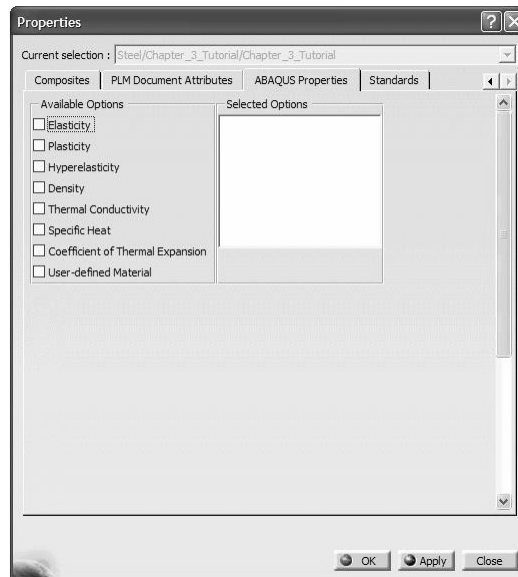 Properties
Current selection : Steel/Chapter_3_Tutorial/Chapter_3_Tutorial
Composites PLM Document Attributes ABAQUS Properties Standards
Available Options
Selected Options
Elasticity
Plasticity
Hyperelasticity
Density
Thermal Conductivity
Specific Heat
Coefficient of Thermal Expansion
User-defined Material
OK Apply Close